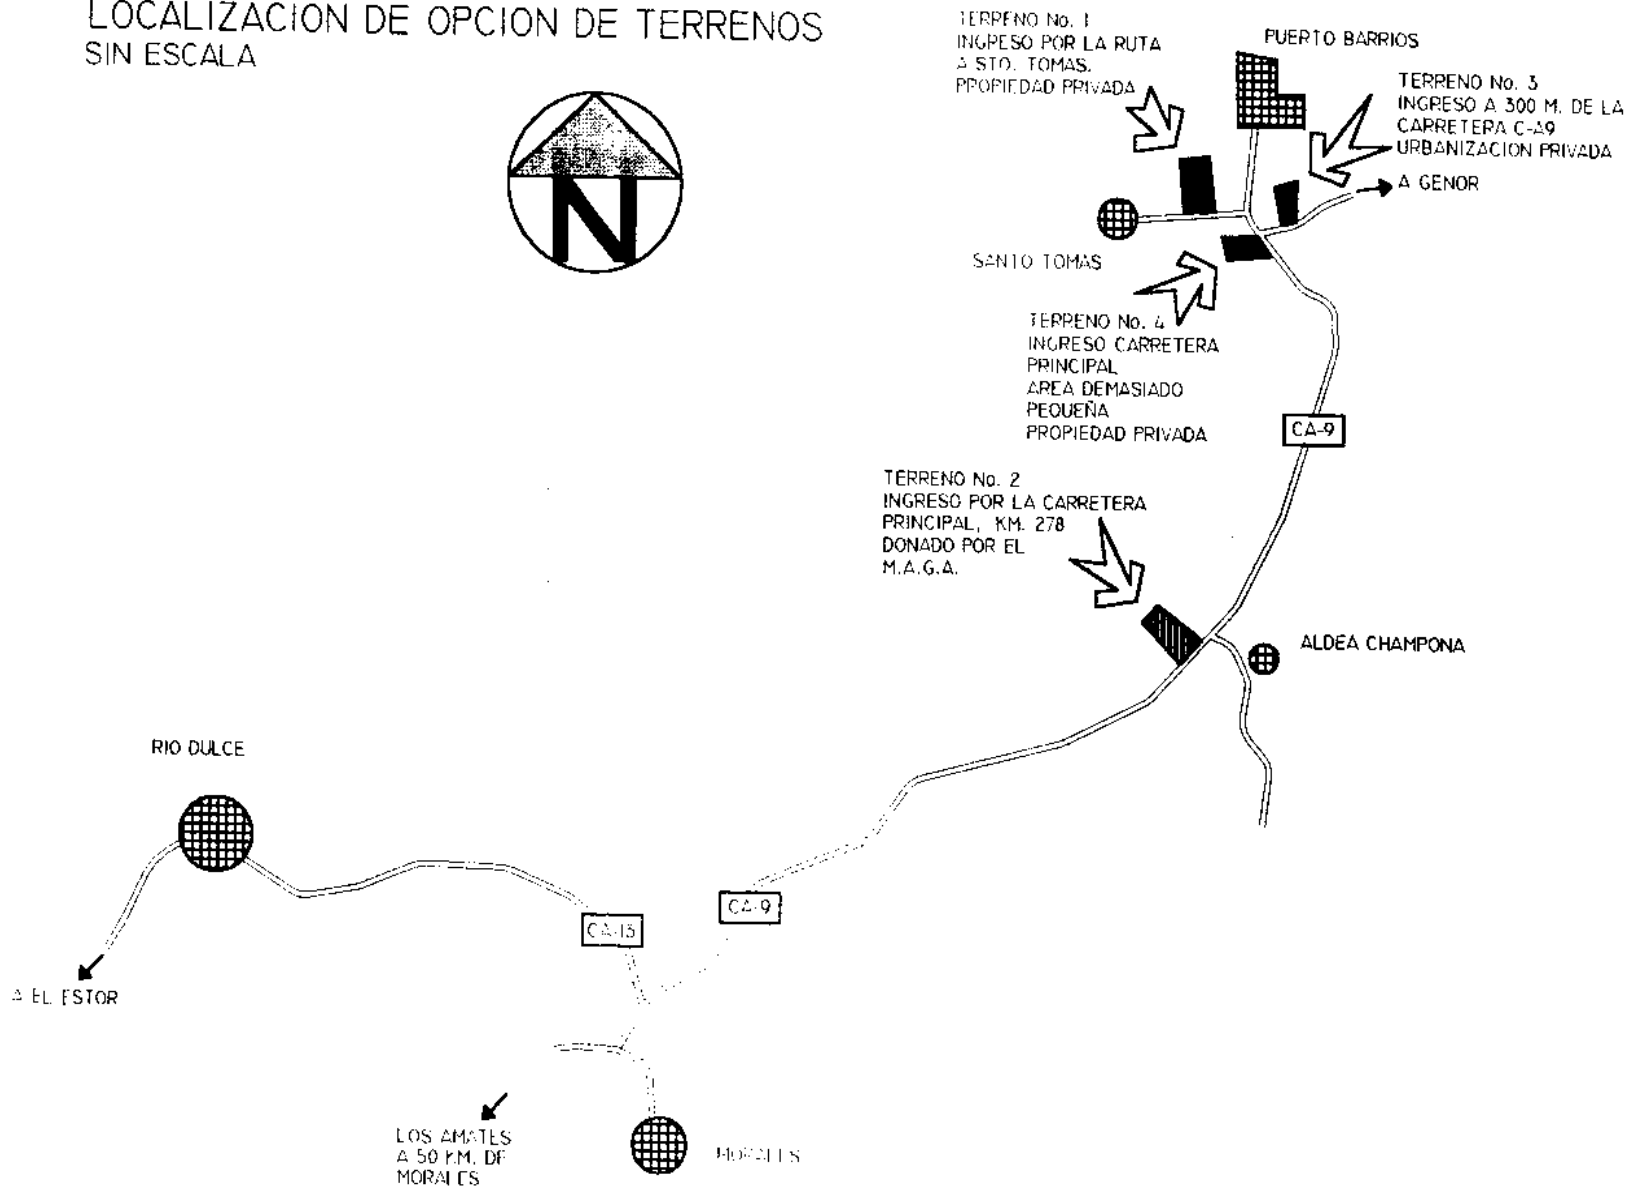 LOCALIZACION DE OPCION DE TERRENOS
SIN ESCALA
N
TERRENO No. 1
INGRESO POR LA RUTA
A STO. TOMAS.
PROPIEDAD PRIVADA
PUERTO BARRIOS
TERRENO No. 3
INGRESO A 300 M. DE LA
CARRETERA C-A9
URBANIZACION PRIVADA
A GENOR
SANTO TOMAS
TERRENO No. 4
INGRESO CARRETERA
PRINCIPAL
AREA DEMASIADO
PEQUEÑA
PROPIEDAD PRIVADA
CA-9
TERRENO No. 2
INGRESO POR LA CARRETERA
PRINCIPAL, KM. 278
DONADO POR EL
M.A.G.A.
ALDEA CHAMPONA
RIO DULCE
CA-9
CA-13
A EL ESTOR
LOS AMATES
A 50 KM. DE
MORALES
MORALES